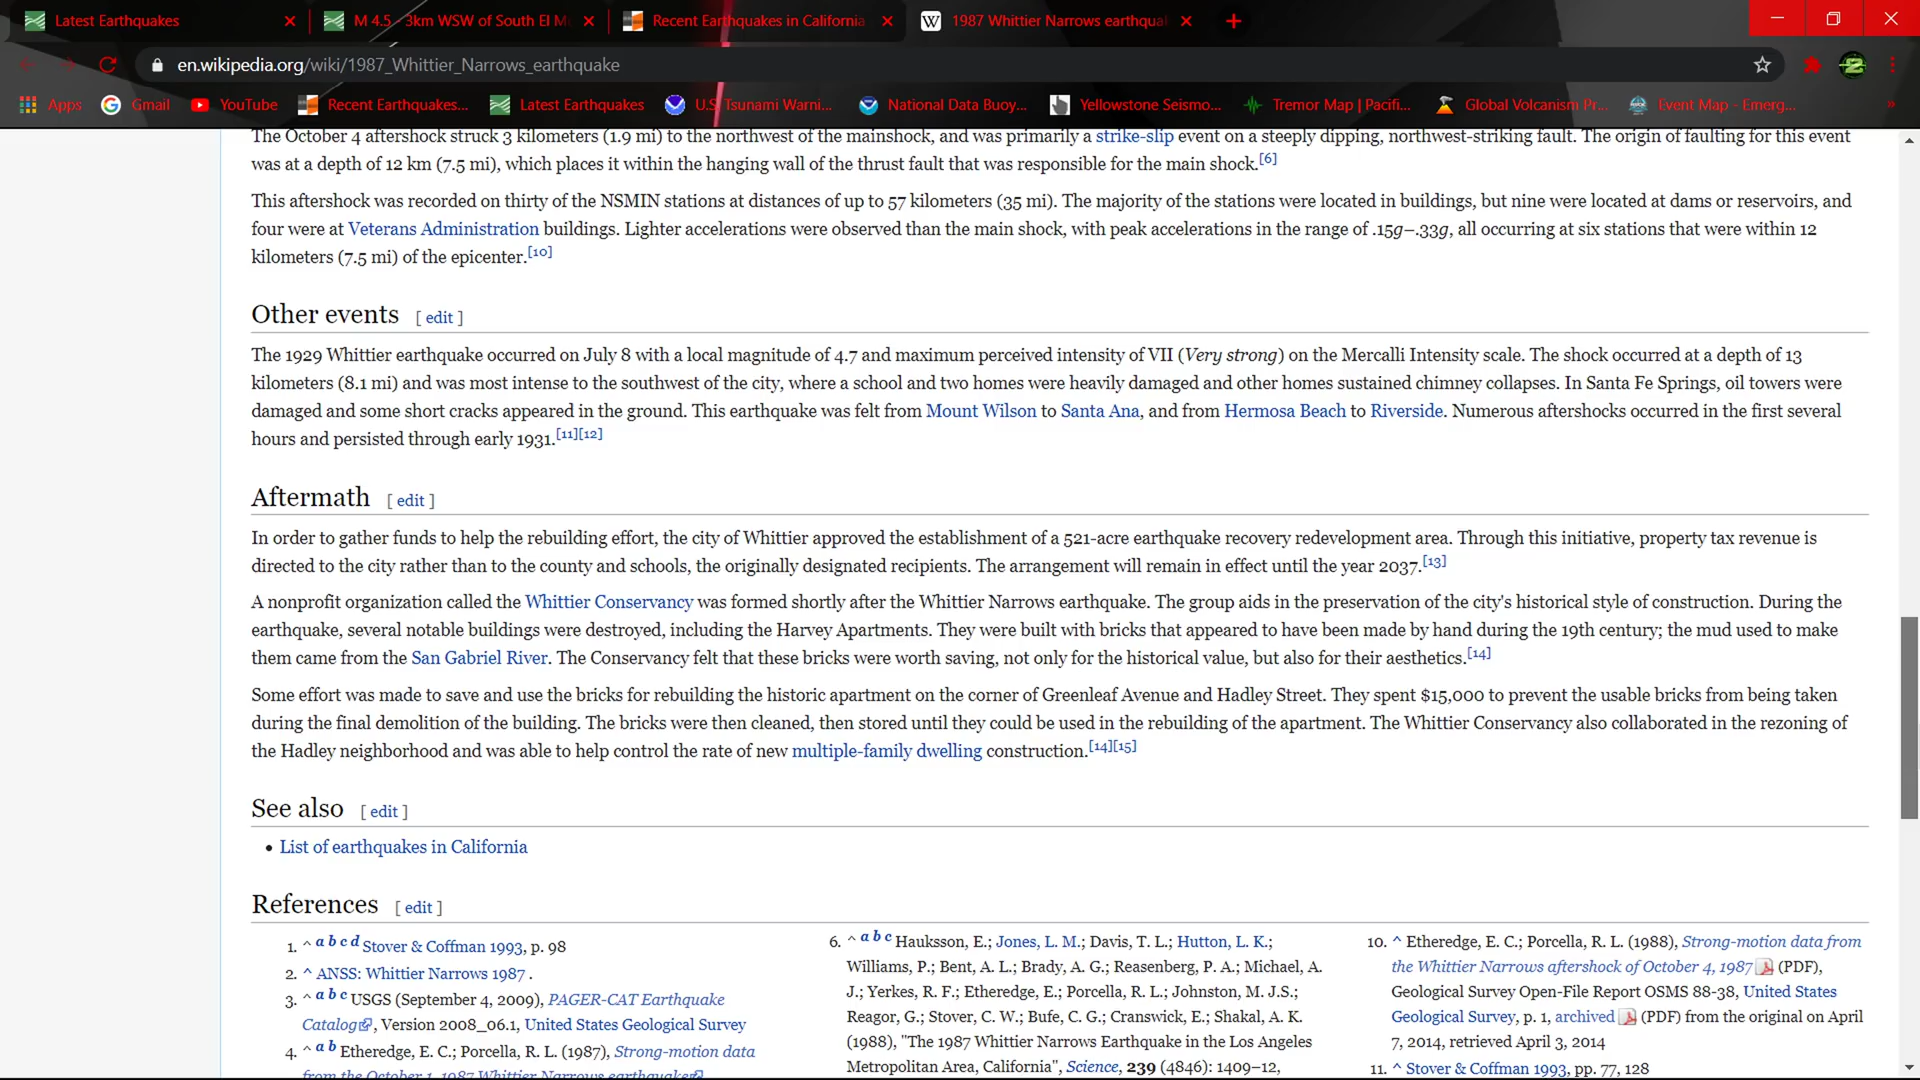 Latest Earthquakes
M 4.5 - 3km WSW of South El M
Recent Earthquakes in California
W 1987 Whittier Narrows earthqua
en.wikipedia.org/wiki/1987_Whittier_Narrows_earthquake
Apps Gmail YouTube Recent Earthquakes... Latest Earthquakes U.S. Tsunami Warni... National Data Buoy... Yellowstone Seismo... Tremor Map | Pacifi... Global Volcanism Pr... Event Map - Emerg... »
The October 4 aftershock struck 3 kilometers (1.9 mi) to the northwest of the mainshock, and was primarily a strike-slip event on a steeply dipping, northwest-striking fault. The origin of faulting for this event
was at a depth of 12 km (7.5 mi), which places it within the hanging wall of the thrust fault that was responsible for the main shock.[6]
This aftershock was recorded on thirty of the NSMIN stations at distances of up to 57 kilometers (35 mi). The majority of the stations were located in buildings, but nine were located at dams or reservoirs, and
four were at Veterans Administration buildings. Lighter accelerations were observed than the main shock, with peak accelerations in the range of .15g–.33g, all occurring at six stations that were within 12
kilometers (7.5 mi) of the epicenter.[10]
Other events [ edit ]
The 1929 Whittier earthquake occurred on July 8 with a local magnitude of 4.7 and maximum perceived intensity of VII (Very strong) on the Mercalli Intensity scale. The shock occurred at a depth of 13
kilometers (8.1 mi) and was most intense to the southwest of the city, where a school and two homes were heavily damaged and other homes sustained chimney collapses. In Santa Fe Springs, oil towers were
damaged and some short cracks appeared in the ground. This earthquake was felt from Mount Wilson to Santa Ana, and from Hermosa Beach to Riverside. Numerous aftershocks occurred in the first several
hours and persisted through early 1931.[11][12]
Aftermath [ edit ]
In order to gather funds to help the rebuilding effort, the city of Whittier approved the establishment of a 521-acre earthquake recovery redevelopment area. Through this initiative, property tax revenue is
directed to the city rather than to the county and schools, the originally designated recipients. The arrangement will remain in effect until the year 2037.[13]
A nonprofit organization called the Whittier Conservancy was formed shortly after the Whittier Narrows earthquake. The group aids in the preservation of the city's historical style of construction. During the
earthquake, several notable buildings were destroyed, including the Harvey Apartments. They were built with bricks that appeared to have been made by hand during the 19th century; the mud used to make
them came from the San Gabriel River. The Conservancy felt that these bricks were worth saving, not only for the historical value, but also for their aesthetics.[14]
Some effort was made to save and use the bricks for rebuilding the historic apartment on the corner of Greenleaf Avenue and Hadley Street. They spent $15,000 to prevent the usable bricks from being taken
during the final demolition of the building. The bricks were then cleaned, then stored until they could be used in the rebuilding of the apartment. The Whittier Conservancy also collaborated in the rezoning of
the Hadley neighborhood and was able to help control the rate of new multiple-family dwelling construction.[14][15]
See also [ edit ]
• List of earthquakes in California
References [ edit ]
1. ^ a b c d Stover & Coffman 1993, p. 98
2. ^ ANSS: Whittier Narrows 1987 .
3. ^ a b c USGS (September 4, 2009), PAGER-CAT Earthquake
Catalog, Version 2008_06.1, United States Geological Survey
4. ^ a b Etheredge, E. C.; Porcella, R. L. (1987), Strong-motion data
from the October 1, 1987 Whittier Narrows earthquake
6. ^ a b c Hauksson, E.; Jones, L. M.; Davis, T. L.; Hutton, L. K.;
Williams, P.; Bent, A. L.; Brady, A. G.; Reasenberg, P. A.; Michael, A.
J.; Yerkes, R. F.; Etheredge, E.; Porcella, R. L.; Johnston, M. J.S.;
Reagor, G.; Stover, C. W.; Bufe, C. G.; Cranswick, E.; Shakal, A. K.
(1988), "The 1987 Whittier Narrows Earthquake in the Los Angeles
Metropolitan Area, California", Science, 239 (4846): 1409–12,
10. ^ Etheredge, E. C.; Porcella, R. L. (1988), Strong-motion data from
the Whittier Narrows aftershock of October 4, 1987 (PDF),
Geological Survey Open-File Report OSMS 88-38, United States
Geological Survey, p. 1, archived (PDF) from the original on April
7, 2014, retrieved April 3, 2014
11. ^ Stover & Coffman 1993, pp. 77, 128